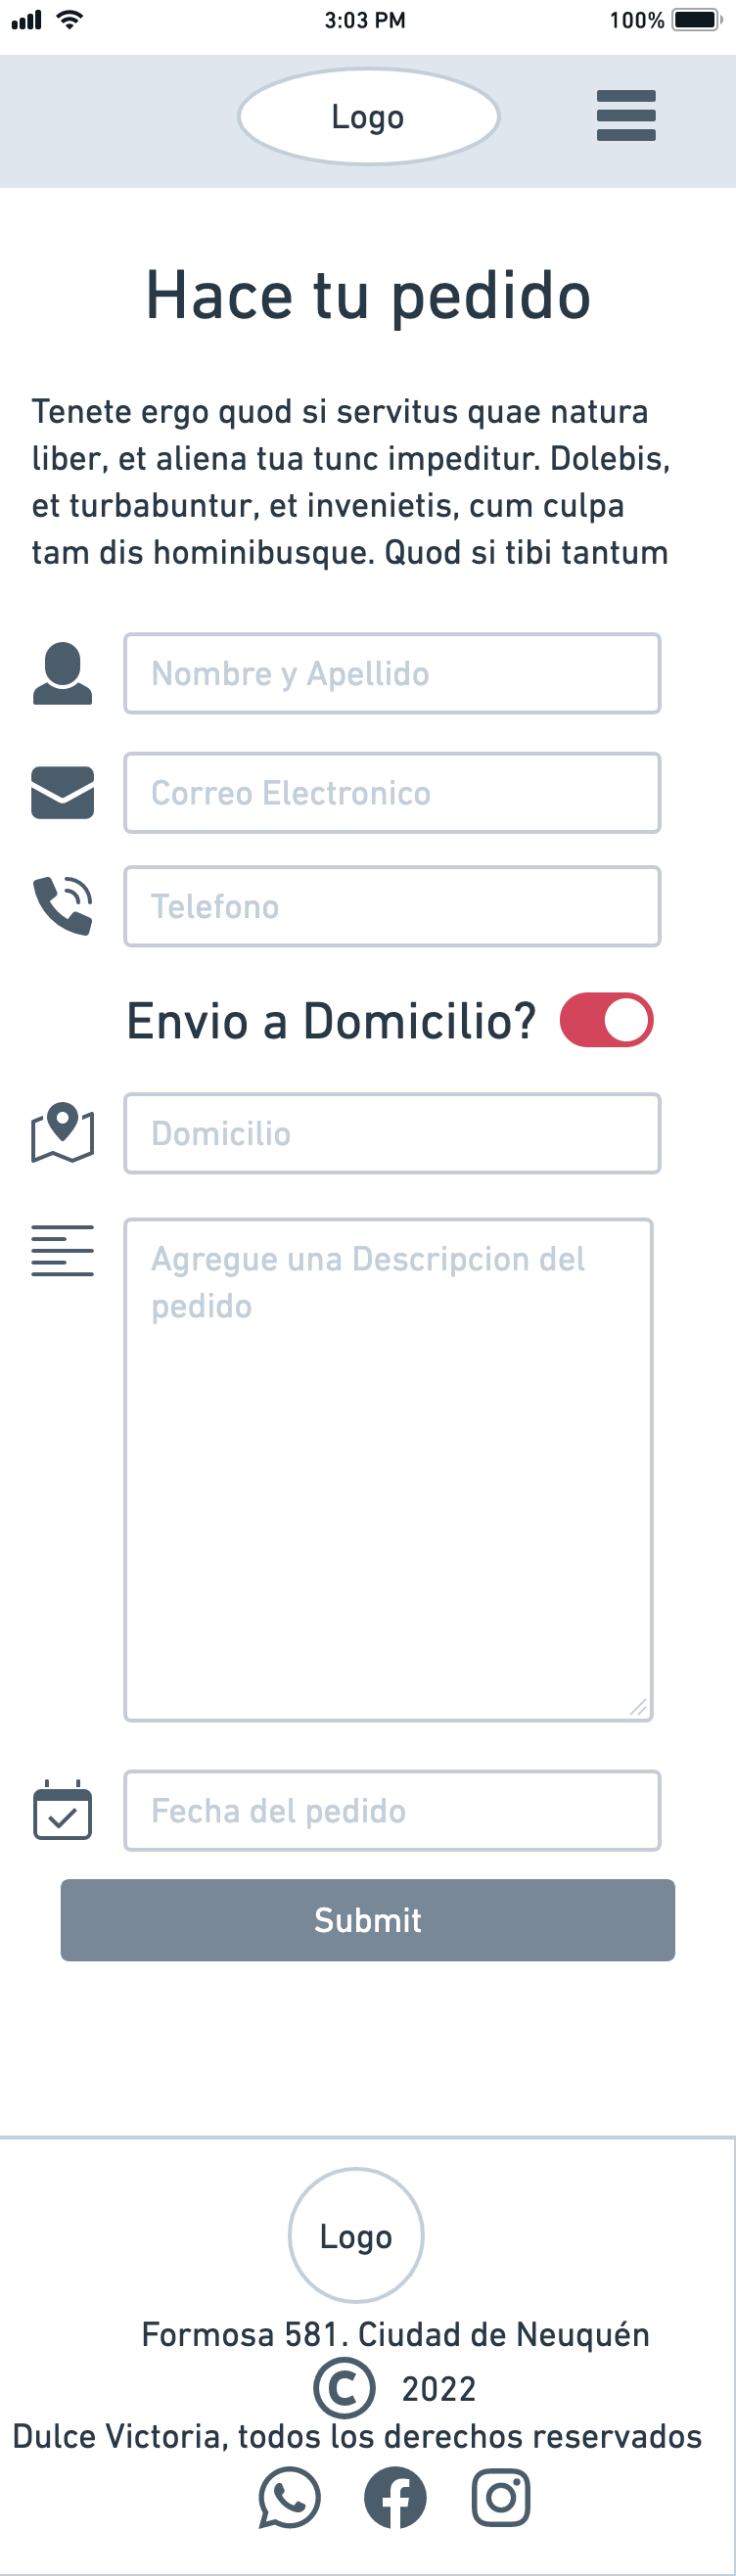 3:03 PM
100%
Logo
Hace tu pedido
Tenete ergo quod si servitus quae natura
liber, et aliena tua tunc impeditur. Dolebis,
et turbabuntur, et invenietis, cum culpa
tam dis hominibusque. Quod si tibi tantum
Nombre y Apellido
Correo Electronico
Telefono
Envio a Domicilio?
Domicilio
Agregue una Descripcion del
pedido
Fecha del pedido
Submit
Logo
Formosa 581. Ciudad de Neuquén
© 2022
Dulce Victoria, todos los derechos reservados